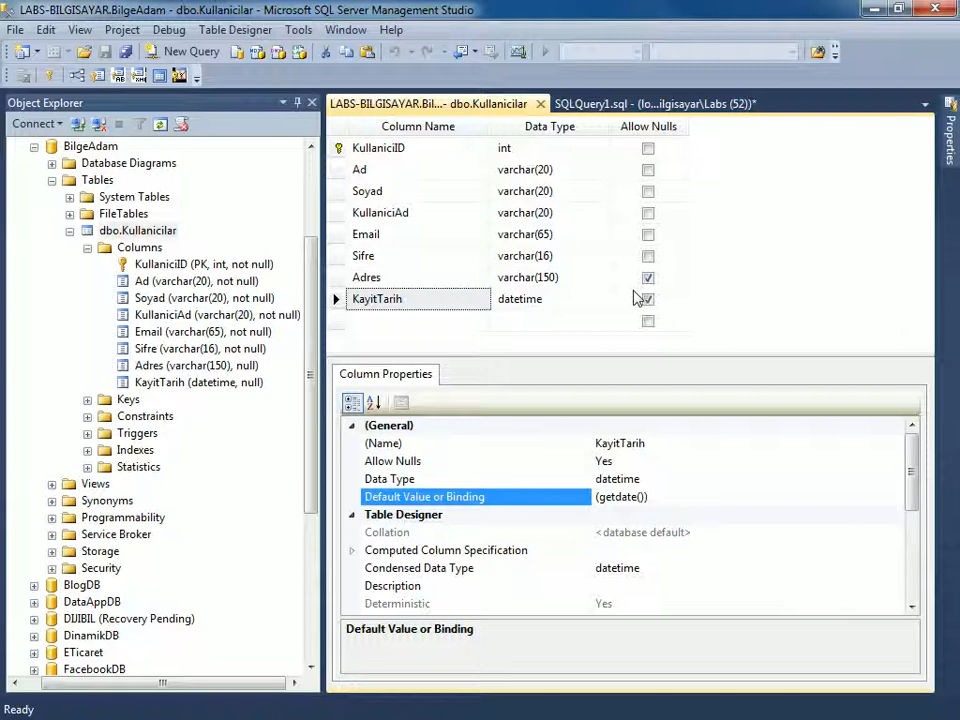 LABS-BILGISAYAR.BilgeAdam - dbo.Kullanicilar - Microsoft SQL Server Management Studio
File Edit View Project Debug Table Designer Tools Window Help
New Query
Object Explorer
LABS-BILGISAYAR.Bil...- dbo.Kullanicilar
SQLQuery1.sql - (lo...ilgisayar\Labs (52))*
Properties
Connect
Column Name Data Type Allow Nulls
KullaniciID int
Ad varchar(20)
Soyad varchar(20)
KullaniciAd varchar(20)
Email varchar(65)
Sifre varchar(16)
Adres varchar(150)
KayitTarih datetime
BilgeAdam
Database Diagrams
Tables
System Tables
FileTables
dbo.Kullanicilar
Columns
KullaniciID (PK, int, not null)
Ad (varchar(20), not null)
Soyad (varchar(20), not null)
KullaniciAd (varchar(20), not null)
Email (varchar(65), not null)
Sifre (varchar(16), not null)
Adres (varchar(150), null)
KayitTarih (datetime, null)
Keys
Constraints
Triggers
Indexes
Statistics
Views
Synonyms
Programmability
Service Broker
Storage
Security
BlogDB
DataAppDB
DIJIBIL (Recovery Pending)
DinamikDB
ETicaret
FacebookDB
Column Properties
(General)
(Name) KayitTarih
Allow Nulls Yes
Data Type datetime
Default Value or Binding (getdate())
Table Designer
Collation <database default>
Computed Column Specification
Condensed Data Type datetime
Description
Deterministic Yes
Default Value or Binding
Ready